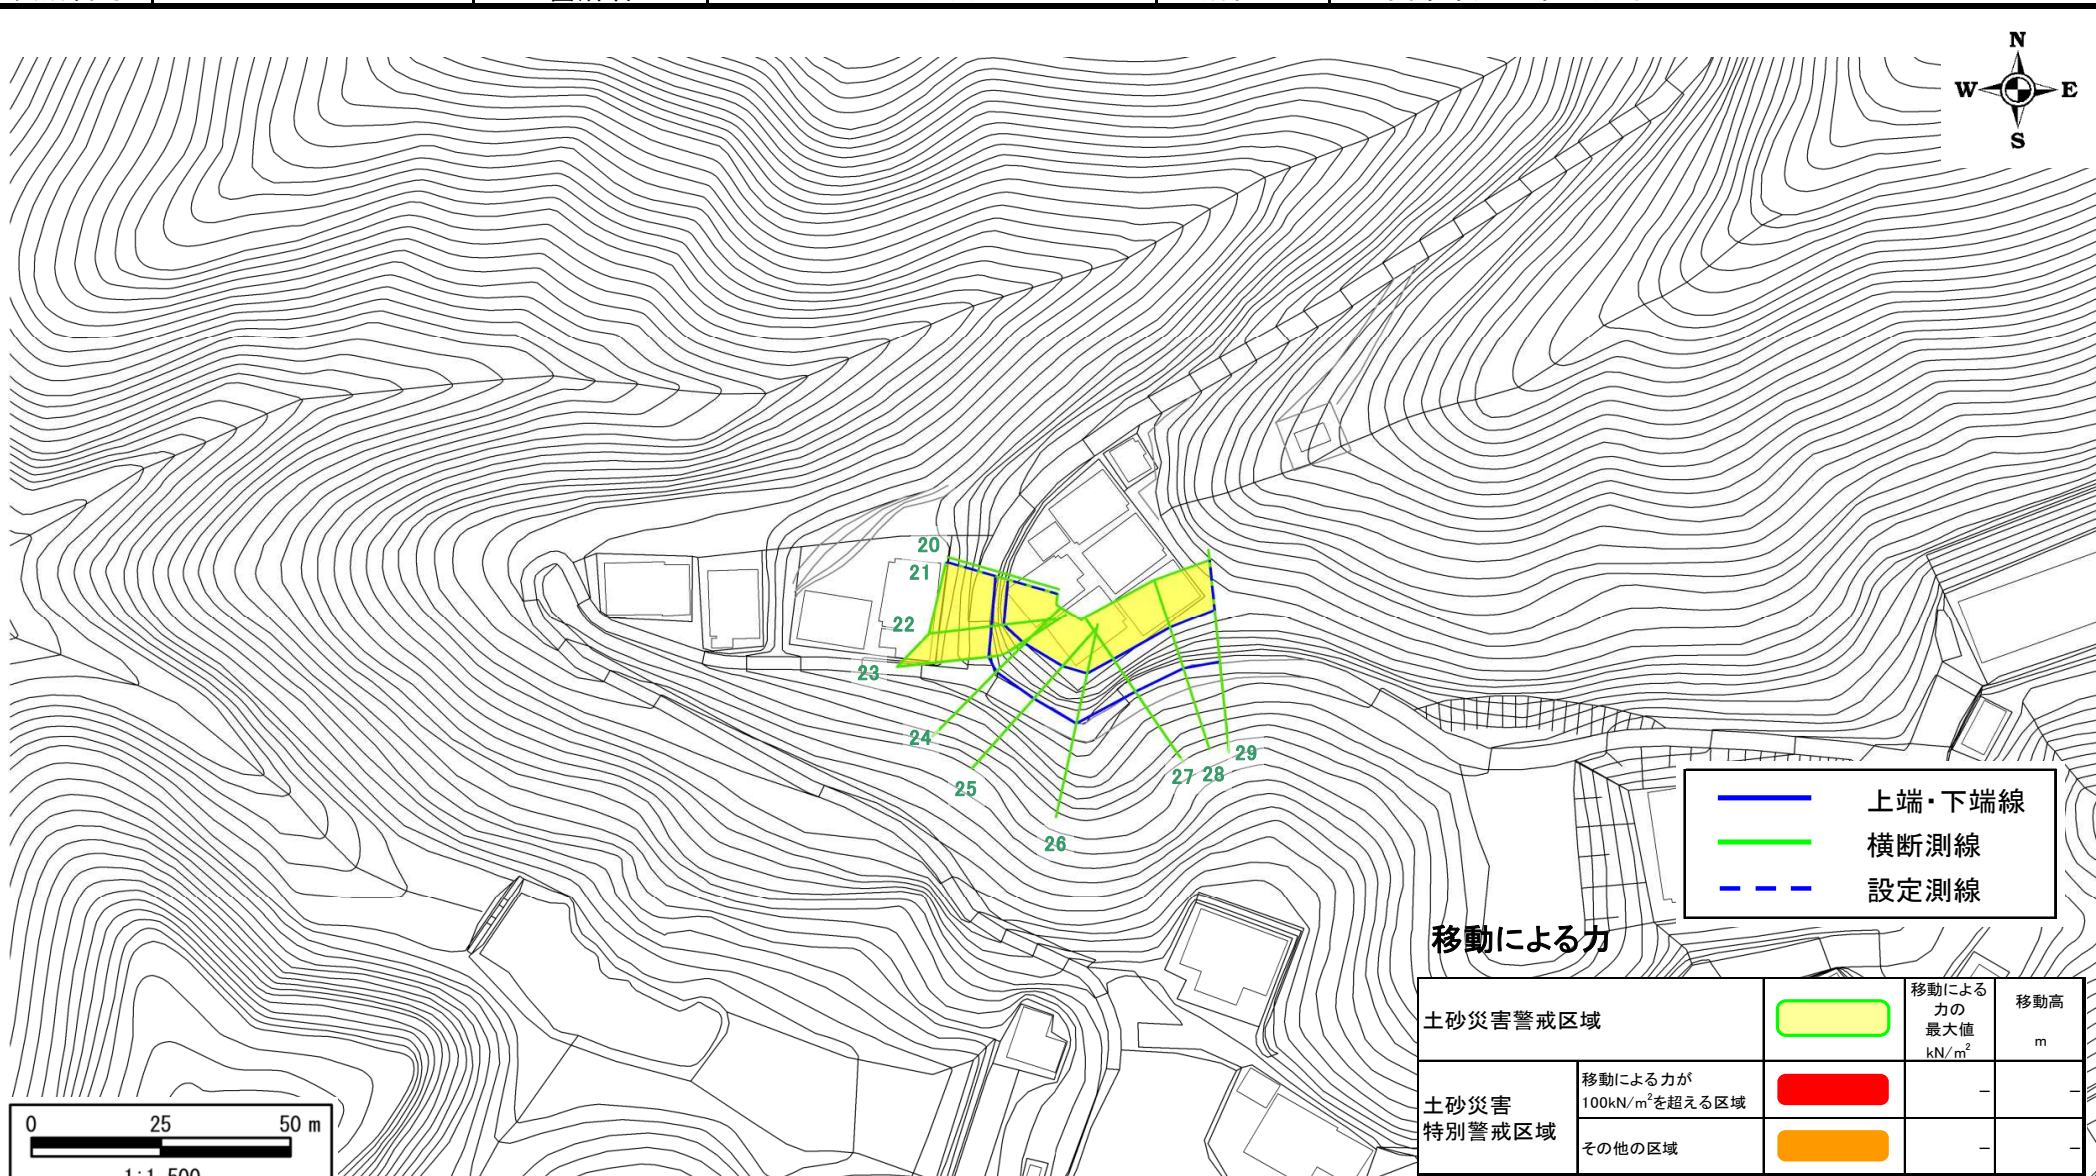 N
W E
S
20
21
22
23
24
25
26
27 28 29
上端・下端線
横断測線
設定測線
移動による力
土砂災害警戒区域
移動による
力の
最大値
kN/m²
移動高
m
土砂災害
特別警戒区域
移動による力が
100kN/m²を超える区域
－ －
その他の区域
－ －
0 25 50 m
1:1,500